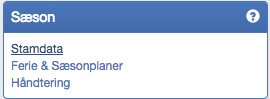 Sæson
Stamdata
Ferie & Sæsonplaner
Håndtering